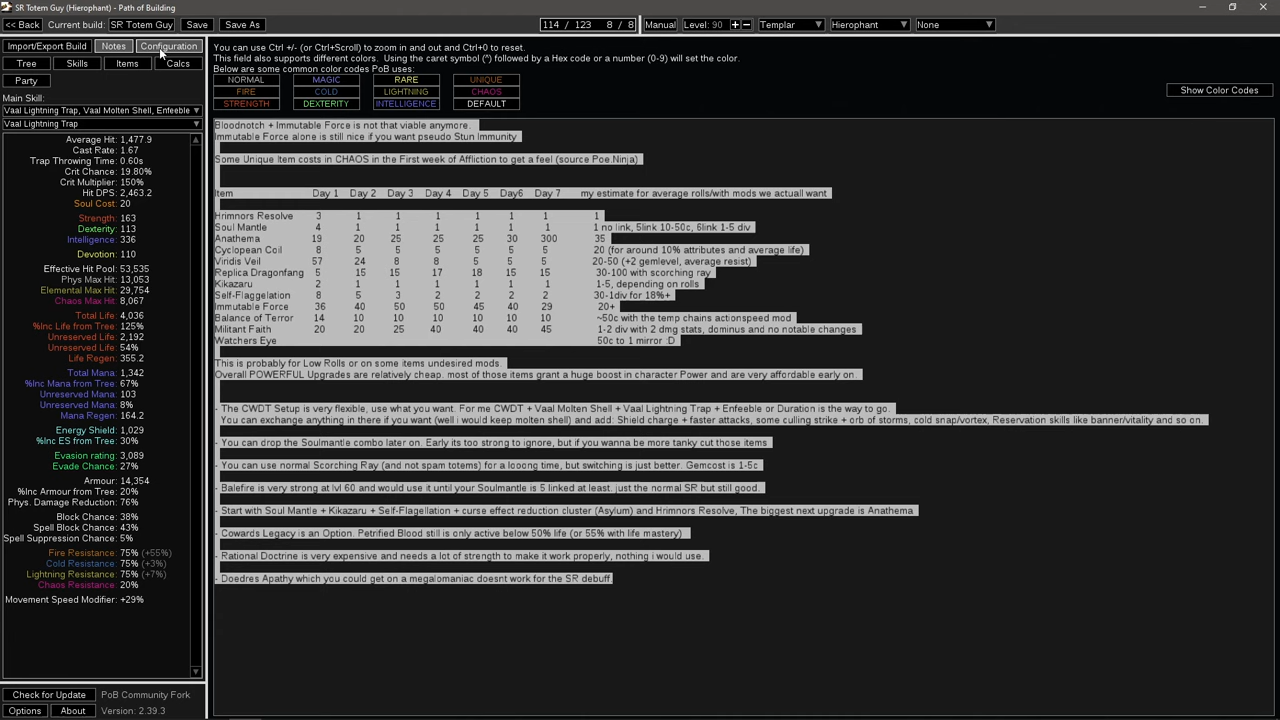 SR Totem Guy (Hierophant) - Path of Building
<< Back Current build: SR Totem Guy Save Save As 114 / 123 8 / 8 Manual Level: 90 + - Templar Hierophant None
Import/Export Build Notes Configuration
Tree Skills Items Calcs
Party
Main Skill:
Vaal Lightning Trap, Vaal Molten Shell, Enfeeble
Vaal Lightning Trap
Average Hit: 1,477.9
Cast Rate: 1.67
Trap Throwing Time: 0.60s
Crit Chance: 19.80%
Crit Multiplier: 150%
Hit DPS: 2,463.2
Soul Cost: 20
Strength: 163
Dexterity: 113
Intelligence: 336
Devotion: 110
Effective Hit Pool: 53,535
Phys Max Hit: 13,053
Elemental Max Hit: 29,754
Chaos Max Hit: 8,067
Total Life: 4,036
%Inc Life from Tree: 125%
Unreserved Life: 2,192
Unreserved Life: 54%
Life Regen: 355.2
Total Mana: 1,342
%Inc Mana from Tree: 67%
Unreserved Mana: 103
Unreserved Mana: 8%
Mana Regen: 164.2
Energy Shield: 1,029
%Inc ES from Tree: 30%
Evasion rating: 3,089
Evade Chance: 27%
Armour: 14,354
%Inc Armour from Tree: 20%
Phys. Damage Reduction: 76%
Block Chance: 38%
Spell Block Chance: 43%
Spell Suppression Chance: 5%
Fire Resistance: 75% (+55%)
Cold Resistance: 75% (+3%)
Lightning Resistance: 75% (+7%)
Chaos Resistance: 20%
Movement Speed Modifier: +29%
Check for Update PoB Community Fork
Options About Version: 2.39.3
You can use Ctrl +/- (or Ctrl+Scroll) to zoom in and out and Ctrl+0 to reset.
This field also supports different colors. Using the caret symbol (^) followed by a Hex code or a number (0-9) will set the color.
Below are some common color codes PoB uses:
NORMAL MAGIC RARE UNIQUE
FIRE COLD LIGHTNING CHAOS
STRENGTH DEXTERITY INTELLIGENCE DEFAULT
Show Color Codes
Bloodnotch + Immutable Force is not that viable anymore.
Immutable Force alone is still nice if you want pseudo Stun Immunity
Some Unique Item costs in CHAOS in the First week of Affliction to get a feel (source Poe.Ninja)
Item Day 1 Day 2 Day 3 Day 4 Day 5 Day6 Day 7 my estimate for average rolls/with mods we actuall want
Hrimnors Resolve 3 1 1 1 1 1 1 1
Soul Mantle 4 1 1 1 1 1 1 1 no link, 5link 10-50c, 6link 1-5 div
Anathema 19 20 25 25 25 30 300 35
Cyclopean Coil 8 5 5 5 5 5 5 20 (for around 10% attributes and average life)
Viridis Veil 57 24 8 8 5 5 5 20-50 (+2 gemlevel, average resist)
Replica Dragonfang 5 15 15 17 18 15 15 30-100 with scorching ray
Kikazaru 2 1 1 1 1 1 1 1-5, depending on rolls
Self-Flaggelation 8 5 3 2 2 2 2 30-1div for 18%+
Immutable Force 36 40 50 50 45 40 29 20+
Balance of Terror 14 10 10 10 10 10 10 ~50c with the temp chains actionspeed mod
Militant Faith 20 20 25 40 40 40 45 1-2 div with 2 dmg stats, dominus and no notable changes
Watchers Eye 50c to 1 mirror :D
This is probably for Low Rolls or on some items undesired mods.
Overall POWERFUL Upgrades are relatively cheap. most of those items grant a huge boost in character Power and are very affordable early on.
- The CWDT Setup is very flexible, use what you want. For me CWDT + Vaal Molten Shell + Vaal Lightning Trap + Enfeeble or Duration is the way to go.
You can exchange anything in there if you want (well i would keep molten shell) and add: Shield charge + faster attacks, some culling strike + orb of storms, cold snap/vortex, Reservation skills like banner/vitality and so on.
- You can drop the Soulmantle combo later on. Early its too strong to ignore, but if you wanna be more tanky cut those items
- You can use normal Scorching Ray (and not spam totems) for a looong time, but switching is just better. Gemcost is 1-5c
- Balefire is very strong at lvl 60 and would use it until your Soulmantle is 5 linked at least. just the normal SR but still good.
- Start with Soul Mantle + Kikazaru + Self-Flagellation + curse effect reduction cluster (Asylum) and Hrimnors Resolve, The biggest next upgrade is Anathema
- Cowards Legacy is an Option. Petrified Blood still is only active below 50% life (or 55% with life mastery)
- Rational Doctrine is very expensive and needs a lot of strength to make it work properly, nothing i would use.
- Doedres Apathy which you could get on a megalomaniac doesnt work for the SR debuff.